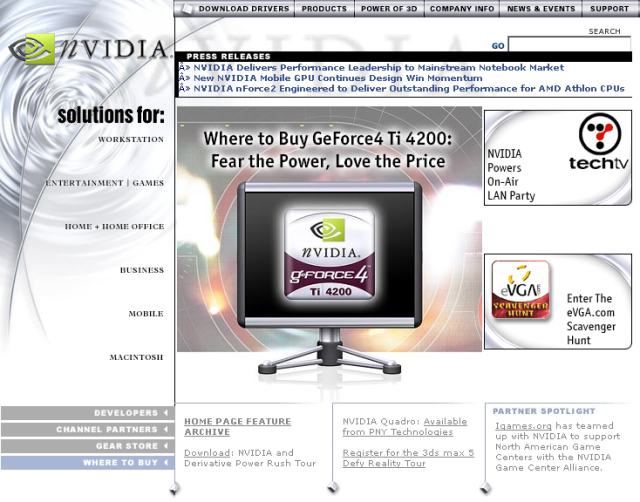 DOWNLOAD DRIVERS PRODUCTS POWER OF 3D COMPANY INFO NEWS & EVENTS SUPPORT
SEARCH
GO
nVIDIA.
PRESS RELEASES
Â» NVIDIA Delivers Performance Leadership to Mainstream Notebook Market
Â» New NVIDIA Mobile GPU Continues Design Win Momentum
Â» NVIDIA nForce2 Engineered to Deliver Outstanding Performance for AMD Athlon CPUs
solutions for:
WORKSTATION
ENTERTAINMENT | GAMES
HOME + HOME OFFICE
BUSINESS
MOBILE
MACINTOSH
Where to Buy GeForce4 Ti 4200:
Fear the Power, Love the Price
nVIDIA.
GeFORCE4™
Ti 4200
NVIDIA
Powers
On-Air
LAN Party
techtv
eVGA.com
SCAVENGER
HUNT
Enter The
eVGA.com
Scavenger
Hunt
DEVELOPERS
CHANNEL PARTNERS
GEAR STORE
WHERE TO BUY
HOME PAGE FEATURE
ARCHIVE
Download: NVIDIA and
Derivative Power Rush Tour
NVIDIA Quadro: Available
from PNY Technologies
Register for the 3ds max 5
Defy Reality Tour
PARTNER SPOTLIGHT
Igames.org has teamed
up with NVIDIA to support
North American Game
Centers with the NVIDIA
Game Center Alliance.